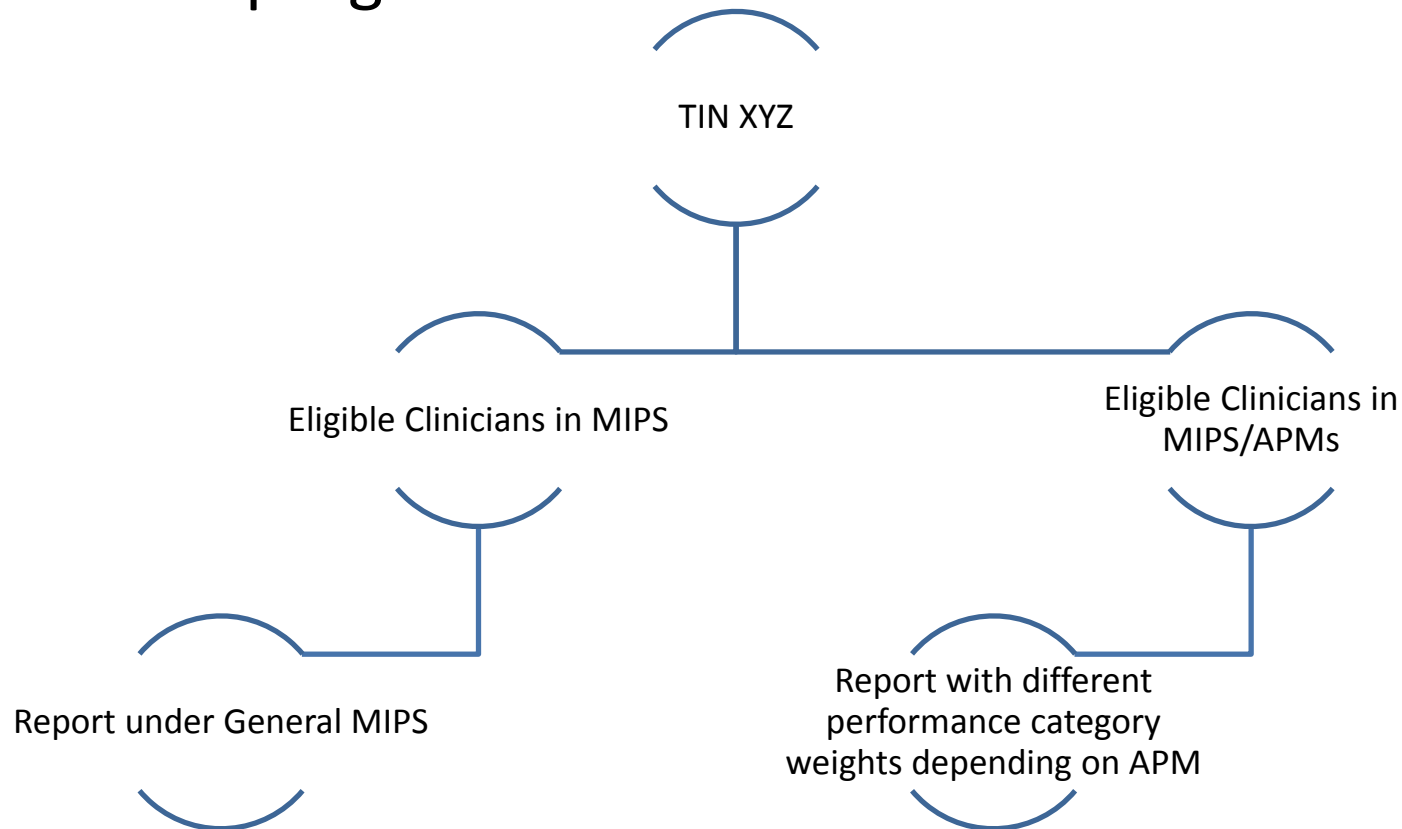 TIN XYZ
Eligible Clinicians in MIPS
Eligible Clinicians in
MIPS/APMs
Report under General MIPS
Report with different
performance category
weights depending on APM